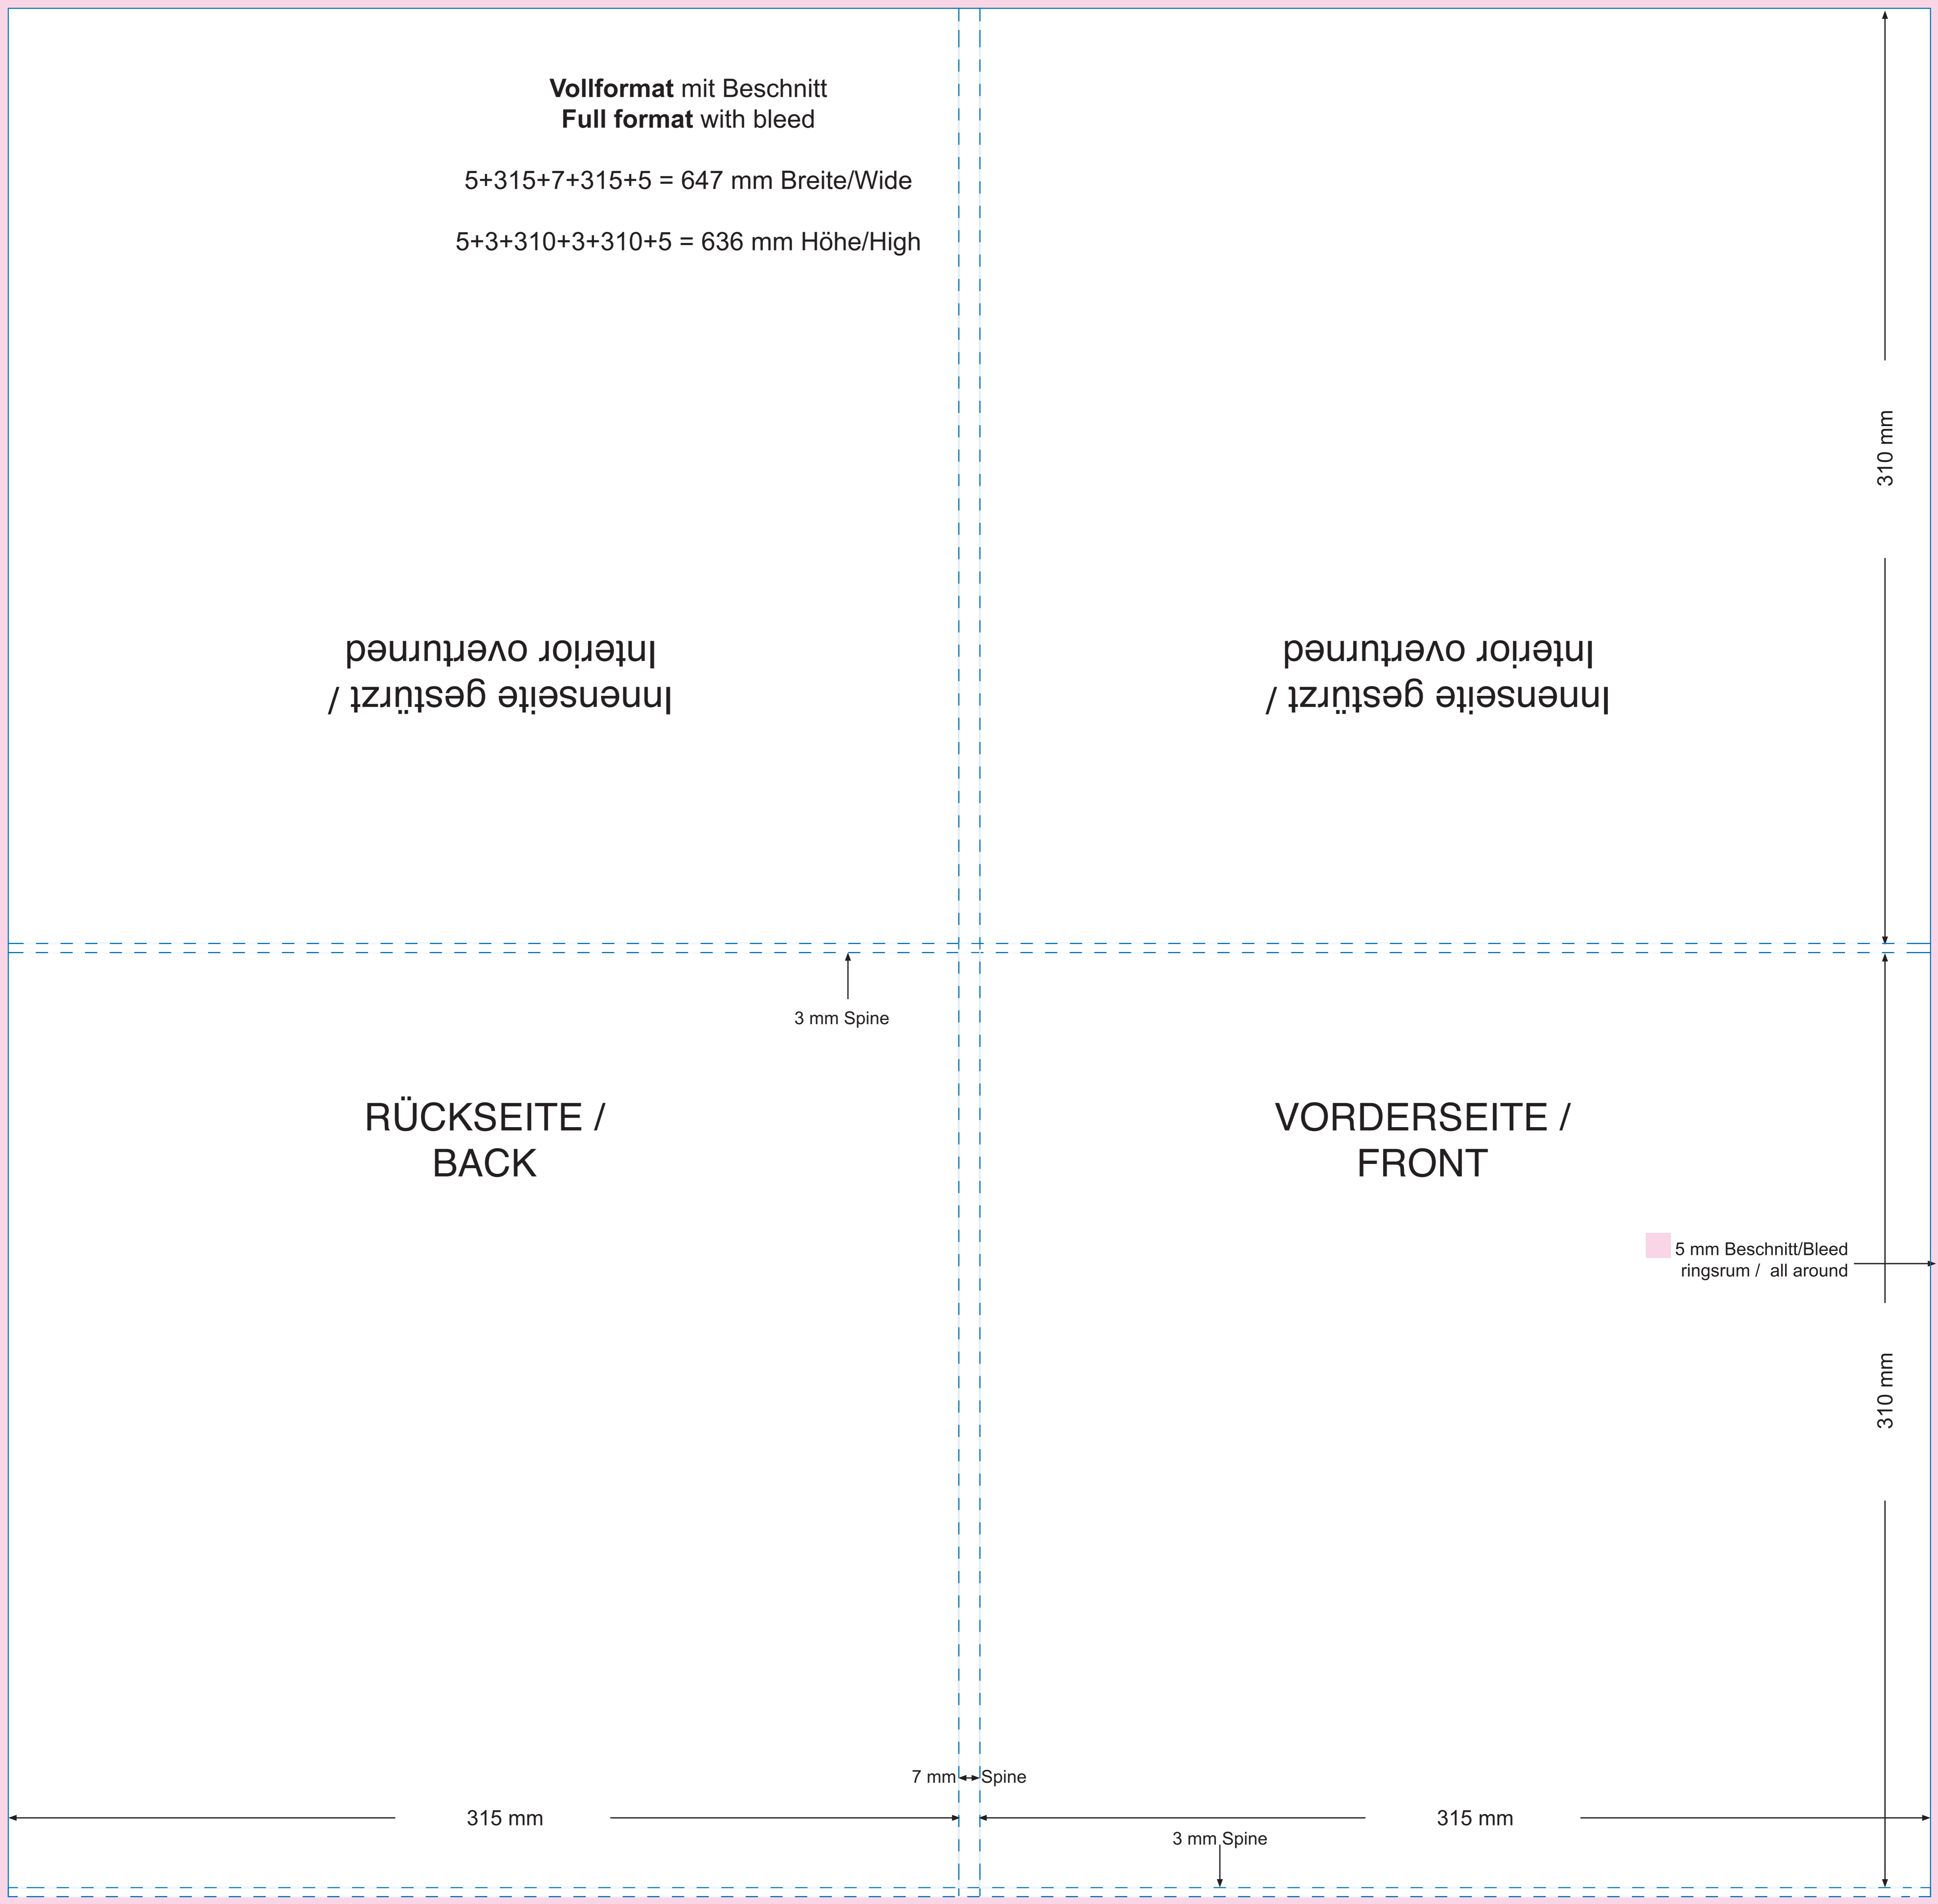 Vollformat mit Beschnitt
Full format with bleed
5+315+7+315+5 = 647 mm Breite/Wide
5+3+310+3+310+5 = 636 mm Höhe/High
310 mm
Innenseite gestürzt /
Interior overturned
Innenseite gestürzt /
Interior overturned
3 mm Spine
RÜCKSEITE /
BACK
VORDERSEITE /
FRONT
5 mm Beschnitt/Bleed
ringsrum / all around
310 mm
7 mm Spine
315 mm
315 mm
3 mm Spine